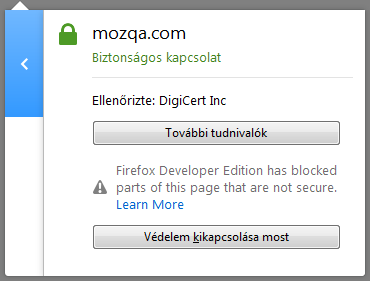 mozqa.com
Biztonságos kapcsolat
Ellenőrizte: DigiCert Inc
További tudnivalók
Firefox Developer Edition has blocked
parts of this page that are not secure.
Learn More
Védelem kikapcsolása most